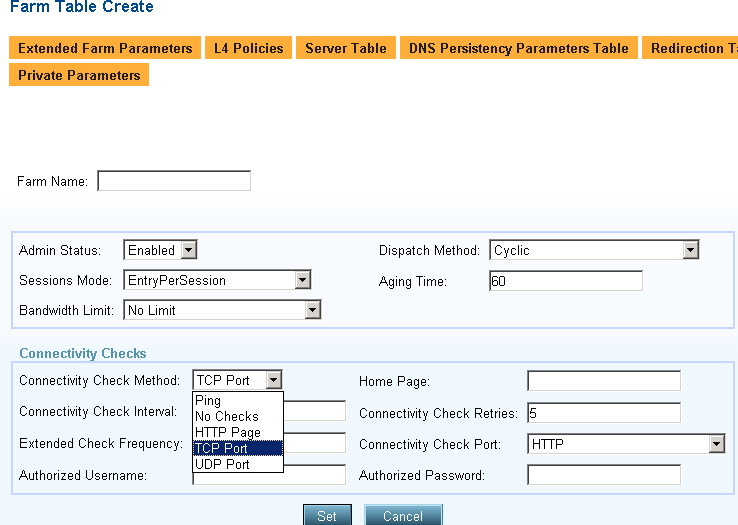 Farm Table Create
Extended Farm Parameters L4 Policies Server Table DNS Persistency Parameters Table Redirection
Private Parameters
Farm Name:
Admin Status: Enabled Dispatch Method: Cyclic
Sessions Mode: EntryPerSession Aging Time: 60
Bandwidth Limit: No Limit
Connectivity Checks
Connectivity Check Method: TCP Port Home Page:
Ping
Connectivity Check Interval: No Checks Connectivity Check Retries: 5
HTTP Page
Extended Check Frequency: TCP Port Connectivity Check Port: HTTP
UDP Port
Authorized Username: Authorized Password:
Set Cancel